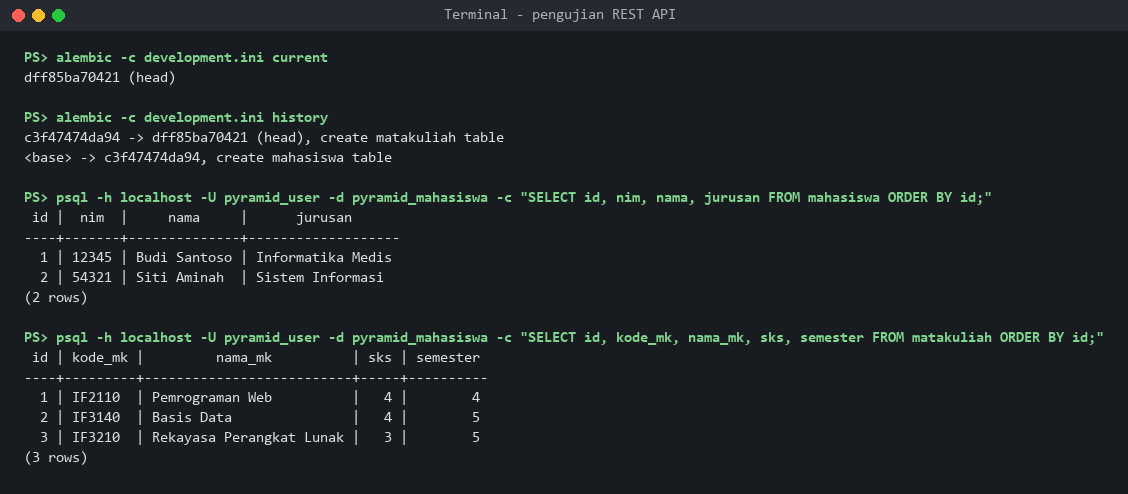 Terminal - pengujian REST API
PS> alembic -c development.ini current
dff85ba70421 (head)
PS> alembic -c development.ini history
c3f47474da94 -> dff85ba70421 (head), create matakuliah table
<base> -> c3f47474da94, create mahasiswa table
PS> psql -h localhost -U pyramid_user -d pyramid_mahasiswa -c "SELECT id, nim, nama, jurusan FROM mahasiswa ORDER BY id;"
 id |  nim  |     nama     |      jurusan
----+-------+--------------+-------------------
  1 | 12345 | Budi Santoso | Informatika Medis
  2 | 54321 | Siti Aminah  | Sistem Informasi
(2 rows)
PS> psql -h localhost -U pyramid_user -d pyramid_mahasiswa -c "SELECT id, kode_mk, nama_mk, sks, semester FROM matakuliah ORDER BY id;"
 id | kode_mk |         nama_mk          | sks | semester
----+---------+--------------------------+-----+----------
  1 | IF2110  | Pemrograman Web          |   4 |        4
  2 | IF3140  | Basis Data               |   4 |        5
  3 | IF3210  | Rekayasa Perangkat Lunak |   3 |        5
(3 rows)